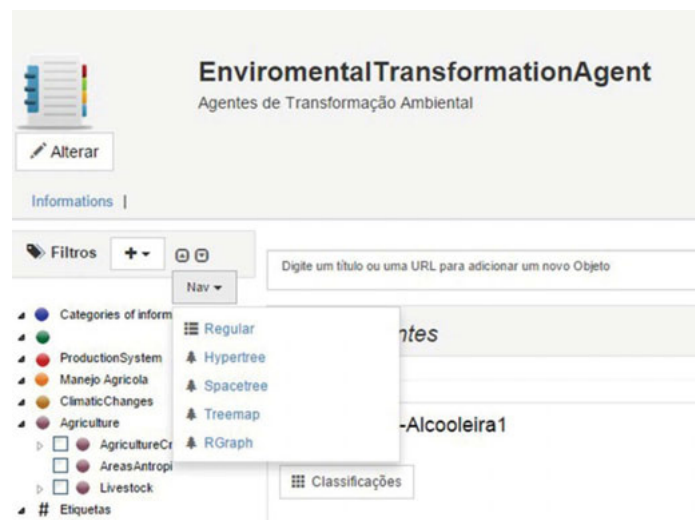 EnviromentalTransformationAgent
Agentes de Transformação Ambiental
Alterar
Informations |
Filtros
Nav
Digite um título ou uma URL para adicionar um novo Objeto
Categories of inform
ProductionSystem
Manejo Agricola
ClimaticChanges
Agriculture
AgricultureCr
AreasAntropi
Livestock
# Etiquetas
Regular
Hypertree
Spacetree
Treemap
RGraph
ntes
-Alcooleira1
Classificações